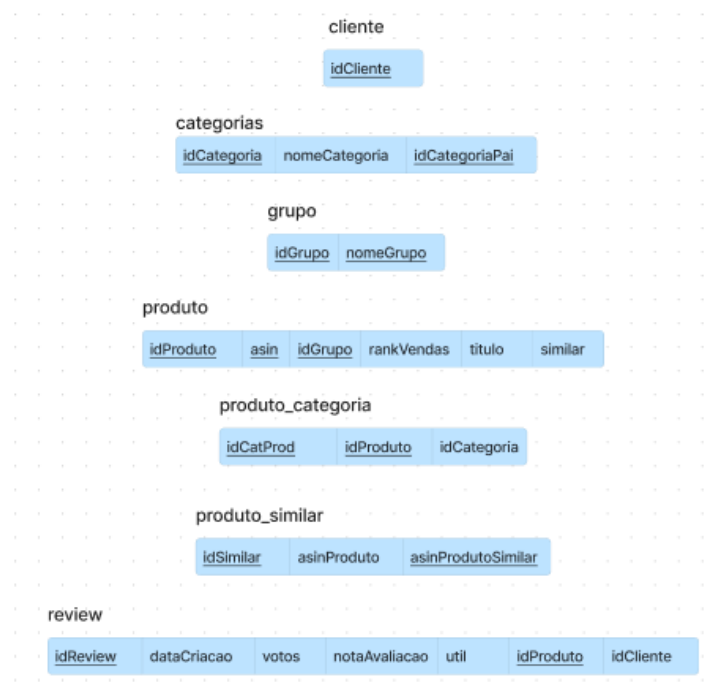 cliente
idCliente
categorias
idCategoria nomeCategoria idCategoriaPai
grupo
idGrupo nomeGrupo
produto
idProduto asin idGrupo rankVendas titulo similar
produto_categoria
idCatProd idProduto idCategoria
produto_similar
idSimilar asinProduto asinProdutoSimilar
review
idReview dataCriacao votos notaAvaliacao util idProduto idCliente